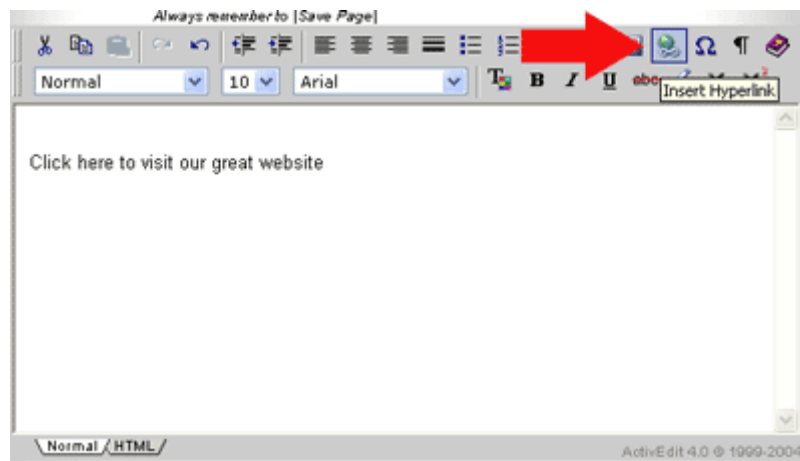 Always remember to [Save Page]
Ω ¶
Normal 10 Arial B I U abc
Insert Hyperlink
Click here to visit our great website
Normal HTML
ActivEdit 4.0 © 1999-2004